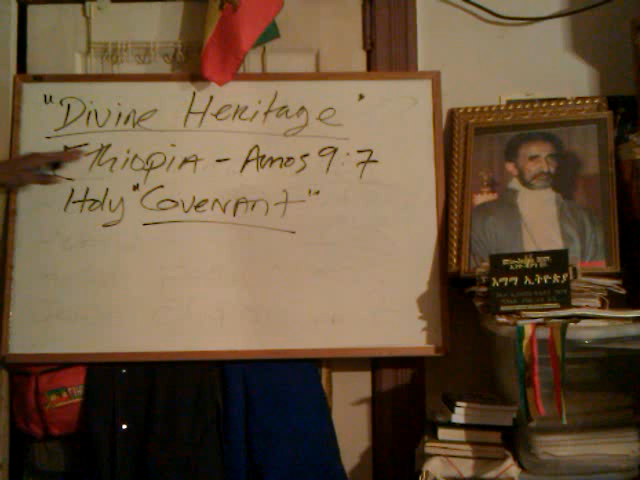 "Divine Heritage"
Ethiopia - Amos 9:7
Holy "Covenant"
እማማ ኢትዮጵያ